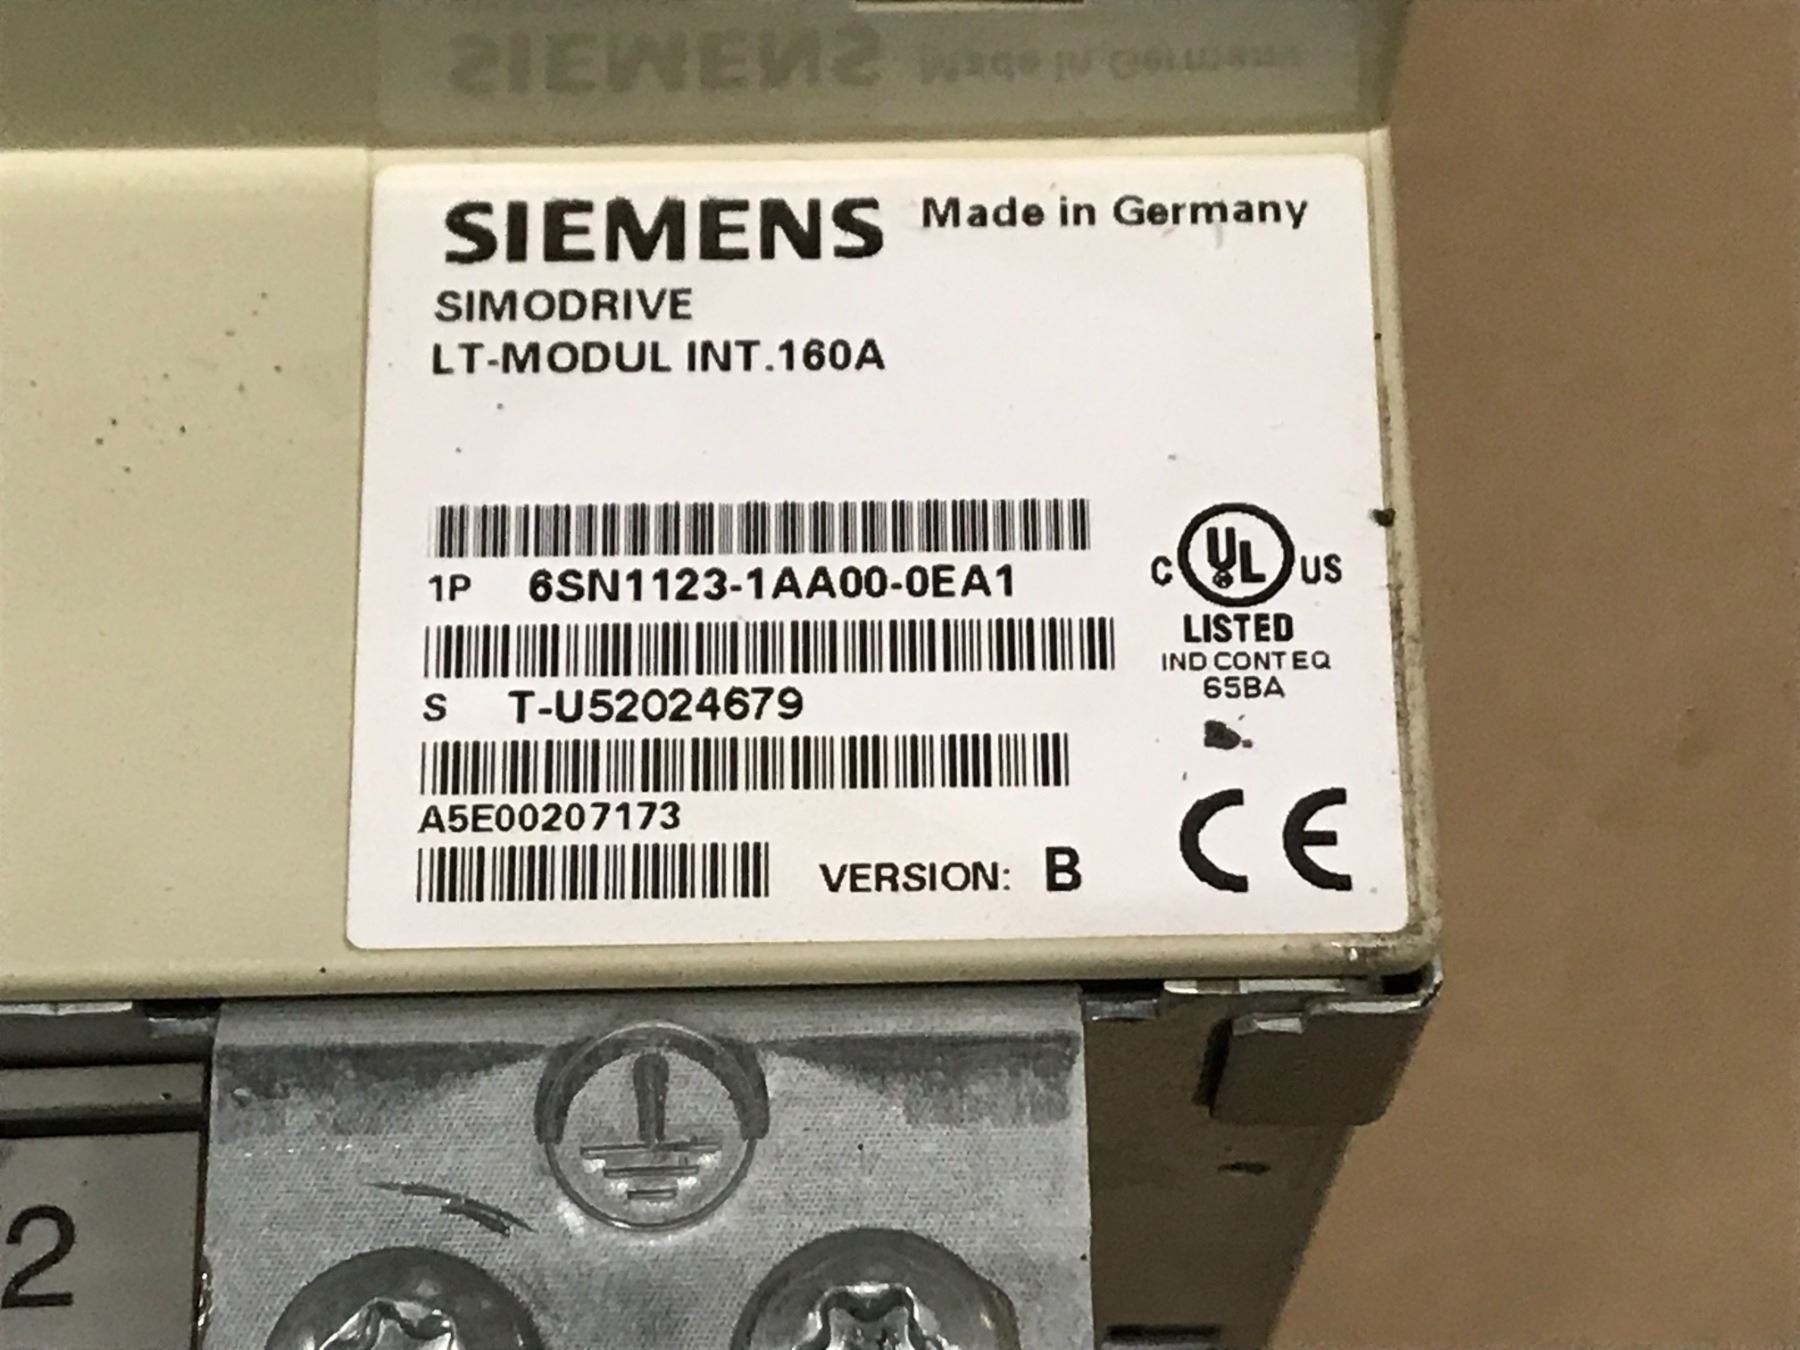 SIEMENS Made in Germany
SIEMENS Made in Germany
SIMODRIVE
LT-MODUL INT.160A
1P 6SN1123-1AA00-0EA1
C UL US
LISTED
IND CONT EQ
65BA
S T-U52024679
A5E00207173
VERSION: B
CE
2